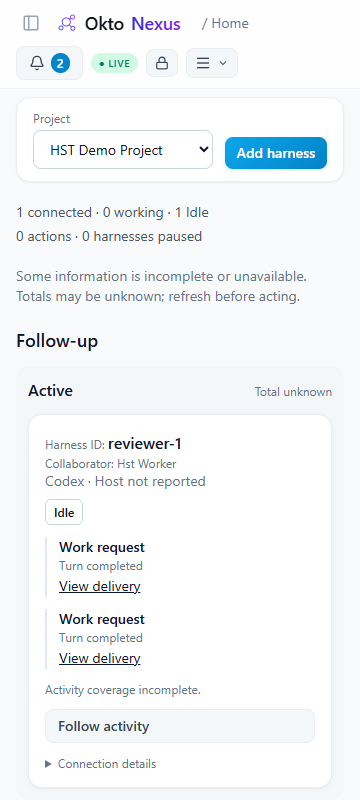 Okto Nexus / Home
2 LIVE
Project
HST Demo Project Add harness
1 connected · 0 working · 1 Idle
0 actions · 0 harnesses paused
Some information is incomplete or unavailable.
Totals may be unknown; refresh before acting.
Follow-up
Active Total unknown
Harness ID: reviewer-1
Collaborator: Hst Worker
Codex · Host not reported
Idle
Work request
Turn completed
View delivery
Work request
Turn completed
View delivery
Activity coverage incomplete.
Follow activity
Connection details